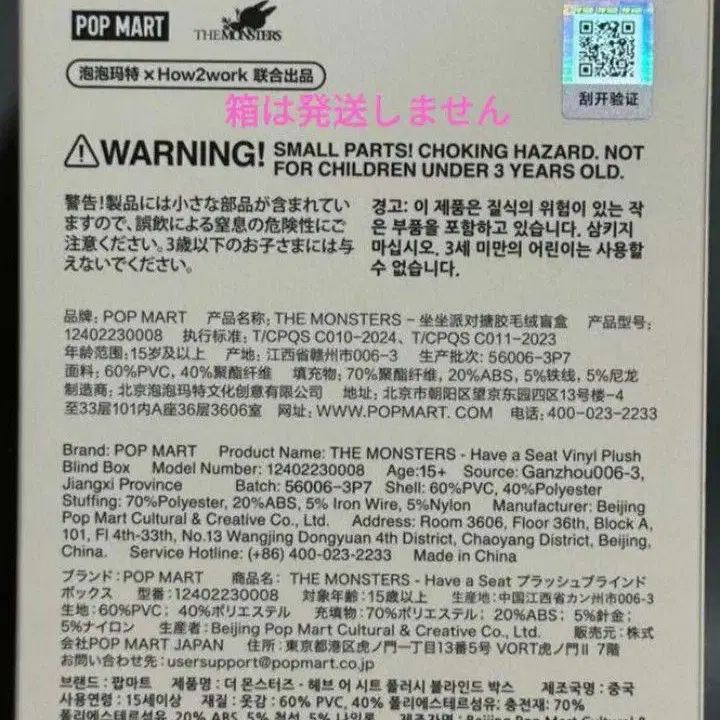 POP MART THE MONSTERS
泡泡玛特×How2work 联合出品
刮开验证
箱は発送しません
WARNING! SMALL PARTS! CHOKING HAZARD. NOT
FOR CHILDREN UNDER 3 YEARS OLD.
警告!製品には小さな部品が含まれてい
ますので、誤飲による窒息の危険性にご
注意ください。3歳以下のお子さまには与
えないでください。
경고: 이 제품은 질식의 위험이 있는 작
은 부품을 포함하고 있습니다. 삼키지
마십시오. 3세 미만의 어린이는 사용할
수 없습니다.
品牌: POP MART 产品名称: THE MONSTERS – 坐坐派对搪胶毛绒盲盒 产品型号:
12402230008 执行标准: T/CPQS C010-2024、T/CPQS C011-2023
年龄范围: 15岁及以上 产地: 江西省赣州市006-3 生产批次: 56006-3P7
面料: 60%PVC, 40%聚酯纤维 填充物: 70%聚酯纤维, 20%ABS, 5%铁线, 5%尼龙
制造商: 北京泡泡玛特文化创意有限公司 地址: 北京市朝阳区望京东园四区13号楼-4
至33层101内A座36层3606室 网址: WWW.POPMART.COM 电话: 400-023-2233
Brand: POP MART Product Name: THE MONSTERS - Have a Seat Vinyl Plush
Blind Box Model Number: 12402230008 Age:15+ Source: Ganzhou006-3,
Jiangxi Province Batch: 56006-3P7 Shell: 60%PVC, 40%Polyester
Stuffing: 70%Polyester, 20%ABS, 5% Iron Wire, 5%Nylon Manufacturer: Beijing
Pop Mart Cultural & Creative Co., Ltd. Address: Room 3606, Floor 36th, Block A,
101, Fl 4th-33th, No.13 Wangjing Dongyuan 4th District, Chaoyang District, Beijing,
China. Service Hotline: (+86) 400-023-2233 Made in China
ブランド: POP MART 商品名: THE MONSTERS - Have a Seat プラッシュブラインド
ボックス 型番: 12402230008 対象年齢: 15歳以上 生産地: 中国江西省カン州市006-3
生地: 60%PVC; 40%ポリエステル 充填物: 70%ポリエステル; 20%ABS; 5%針金;
5%ナイロン 生産者: Beijing Pop Mart Cultural & Creative Co., Ltd. 販売元: 株式
会社POP MART JAPAN 住所: 東京都港区虎ノ門一丁目13番5号 VORT虎ノ門Ⅱ 7階
お問い合わせ先: usersupport@popmart.co.jp
브랜드 : 팝마트 제품명 : 더 몬스터즈 - 헤브 어 시트 플러시 블라인드 박스 제조국명 : 중국
사용연령 : 15세이상 재질 : 겉감 : 60% PVC, 40% 폴리에스테르섬유: 충전재: 70%
폴리에스테르섬유, 20% ABS, 5% 철선, 5% 나일론